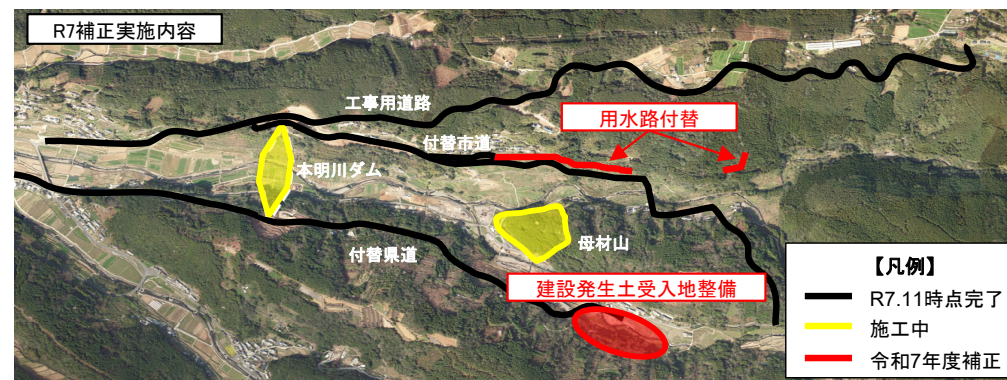 R7補正実施内容
工事用道路
用水路付替
付替市道
本明川ダム
母材山
付替県道
建設発生土受入地整備
【凡例】
R7.11時点完了
施工中
令和7年度補正